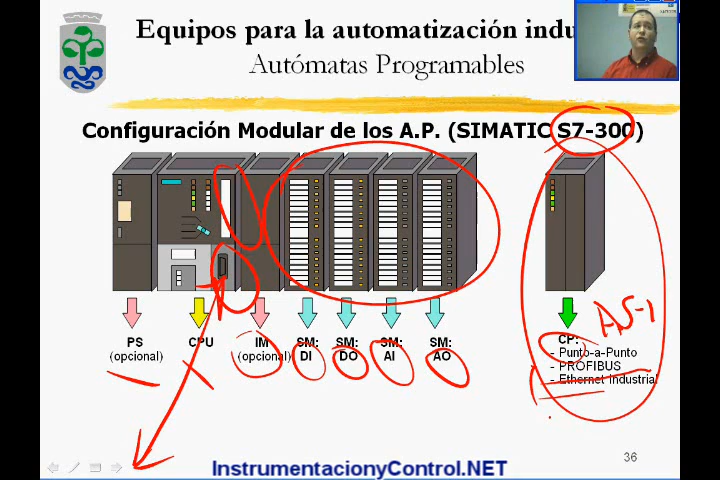 Equipos para la automatización indu
Autómatas Programables
Configuración Modular de los A.P. (SIMATIC S7-300)
AS-i
PS
(opcional)
CPU
IM
(opcional)
SM:
DI
SM:
DO
SM:
AI
SM:
AO
CP:
- Punto-a-Punto
- PROFIBUS
- Ethernet Industrial
36
InstrumentacionyControl.NET